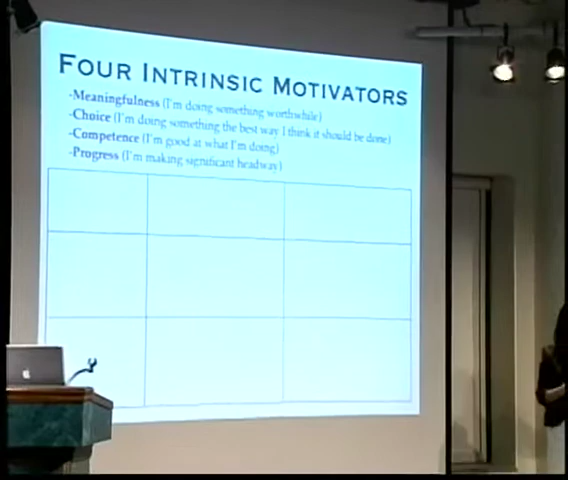 FOUR INTRINSIC MOTIVATORS
-Meaningfulness (I'm doing something worthwhile)
-Choice (I'm doing something the best way I think it should be done)
-Competence (I'm good at what I'm doing)
-Progress (I'm making significant headway)